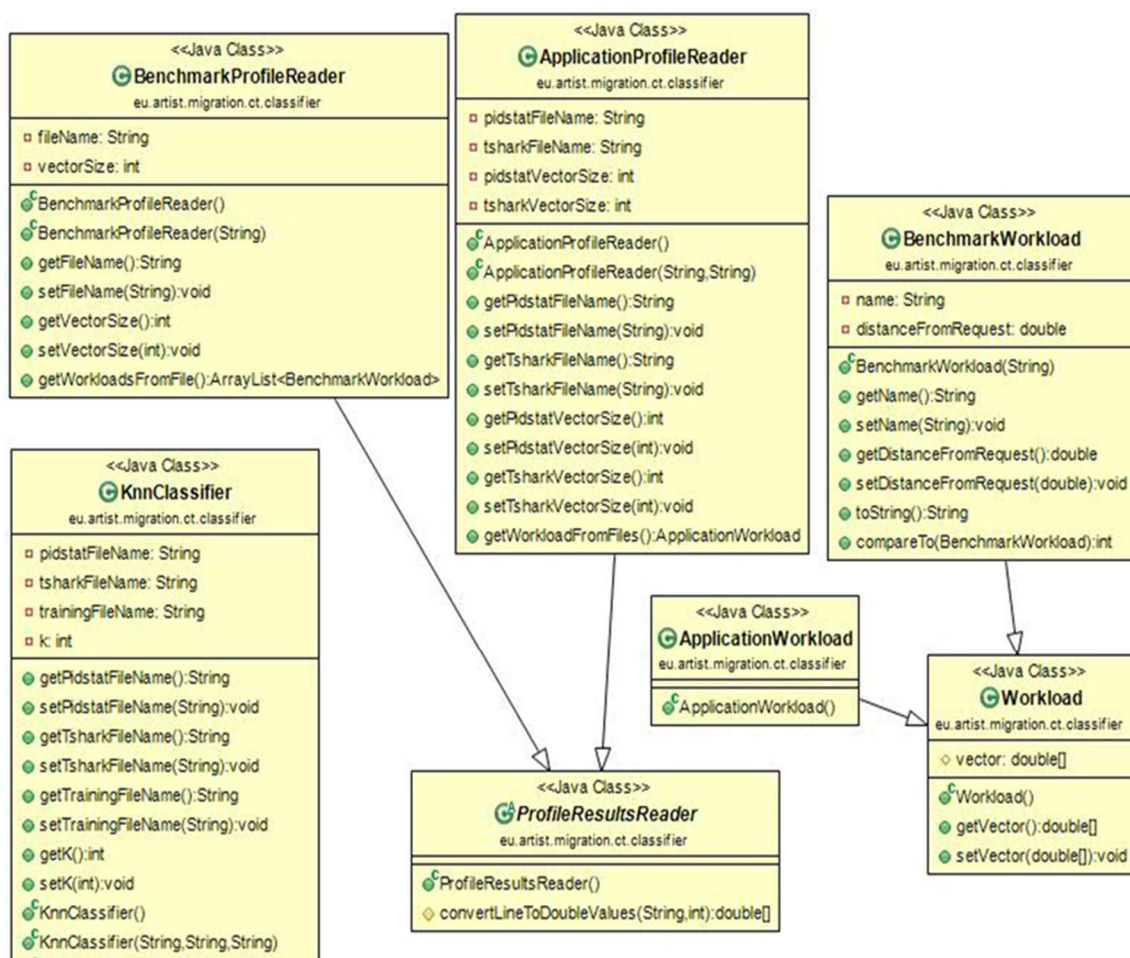 <<Java Class>>
BenchmarkProfileReader
eu.artist.migration.ct.classifier
fileName: String
vectorSize: int
BenchmarkProfileReader()
BenchmarkProfileReader(String)
getFileName():String
setFileName(String):void
getVectorSize():int
setVectorSize(int):void
getWorkloadsFromFile():ArrayList<BenchmarkWorkload>
<<Java Class>>
ApplicationProfileReader
eu.artist.migration.ct.classifier
pidstatFileName: String
tsharkFileName: String
pidstatVectorSize: int
tsharkVectorSize: int
ApplicationProfileReader()
ApplicationProfileReader(String,String)
getPidstatFileName():String
setPidstatFileName(String):void
getTsharkFileName():String
setTsharkFileName(String):void
getPidstatVectorSize():int
setPidstatVectorSize(int):void
getTsharkVectorSize():int
setTsharkVectorSize(int):void
getWorkloadFromFiles():ApplicationWorkload
<<Java Class>>
BenchmarkWorkload
eu.artist.migration.ct.classifier
name: String
distanceFromRequest: double
BenchmarkWorkload(String)
getName():String
setName(String):void
getDistanceFromRequest():double
setDistanceFromRequest(double):void
toString():String
compareTo(BenchmarkWorkload):int
<<Java Class>>
KnnClassifier
eu.artist.migration.ct.classifier
pidstatFileName: String
tsharkFileName: String
trainingFileName: String
k: int
getPidstatFileName():String
setPidstatFileName(String):void
getTsharkFileName():String
setTsharkFileName(String):void
getTrainingFileName():String
setTrainingFileName(String):void
getK():int
setK(int):void
KnnClassifier()
KnnClassifier(String,String,String)
<<Java Class>>
ApplicationWorkload
eu.artist.migration.ct.classifier
ApplicationWorkload()
<<Java Class>>
Workload
eu.artist.migration.ct.classifier
vector: double[]
Workload()
getVector():double[]
setVector(double[]):void
<<Java Class>>
ProfileResultsReader
eu.artist.migration.ct.classifier
ProfileResultsReader()
convertLineToDoubleValues(String,int):double[]